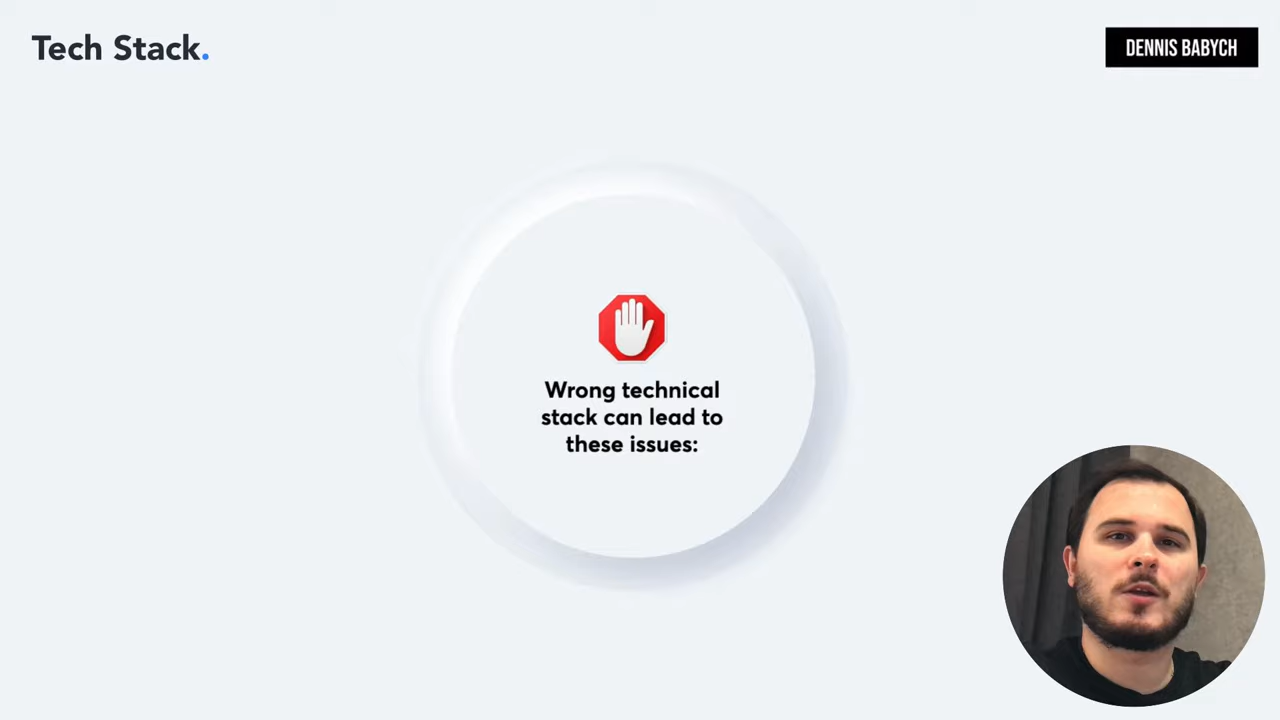 Tech Stack.
DENNIS BABYCH
Wrong technical
stack can lead to
these issues: